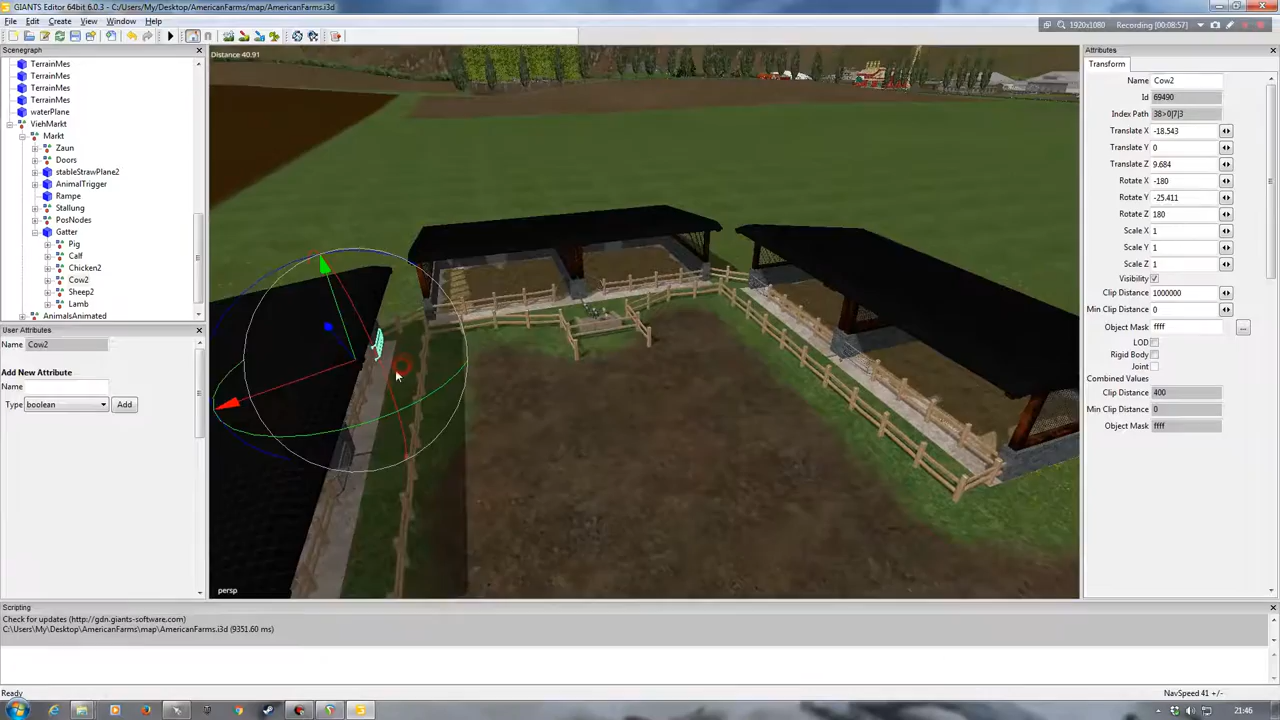 GIANTS Editor 64bit 6.0.3 - C:/Users/My/Desktop/AmericanFarms/map/AmericanFarms.i3d
File Edit Create View Window Help
1920x1080 Recording [00:08:57]
Scenegraph
TerrainMes
TerrainMes
TerrainMes
TerrainMes
waterPlane
ViehMarkt
Markt
Zaun
Doors
stableStrawPlane2
AnimalTrigger
Rampe
Stallung
PosNodes
Gatter
Pig
Calf
Chicken2
Cow2
Sheep2
Lamb
AnimalsAnimated
User Attributes
Name Cow2
Add New Attribute
Name
Type boolean Add
Distance 40.91
persp
Attributes
Transform
Name Cow2
Id 69490
Index Path 38>0|7|3
Translate X -18.543
Translate Y 0
Translate Z 9.684
Rotate X -180
Rotate Y -25.411
Rotate Z 180
Scale X 1
Scale Y 1
Scale Z 1
Visibility
Clip Distance 1000000
Min Clip Distance 0
Object Mask ffff ...
LOD
Rigid Body
Joint
Combined Values
Clip Distance 400
Min Clip Distance 0
Object Mask ffff
Scripting
Check for updates (http://gdn.giants-software.com)
C:\Users\My\Desktop\AmericanFarms\map\AmericanFarms.i3d (9351.60 ms)
Ready
NavSpeed 41 +/-
21:46